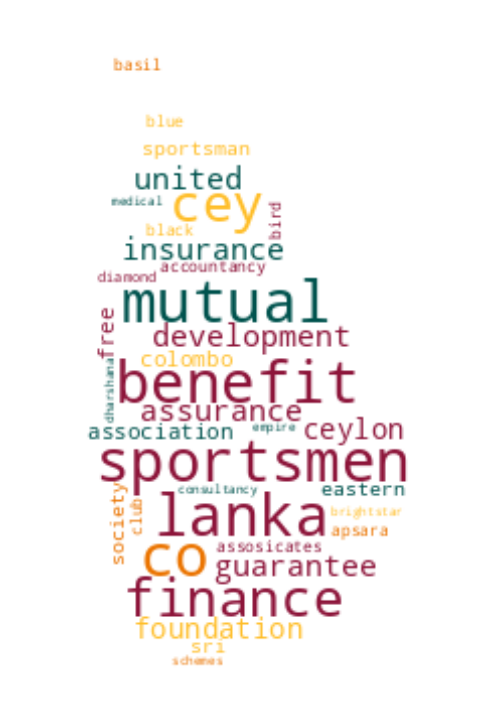 basil
blue
sportsman
united
medical
cey
bird
black
insurance
accountancy
diamond
mutual
free
development
colombo
dharshana
benefit
assurance
association
empire
ceylon
sportsmen
consultancy
eastern
society
club
lanka
brightstar
apsara
co
assosicates
guarantee
finance
foundation
sri
schemes